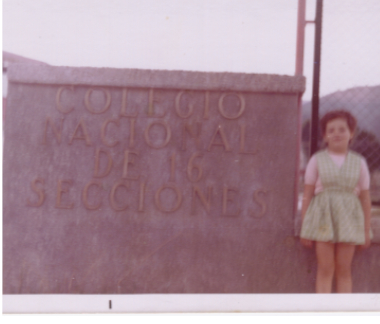 COLEGIO
NACIONAL
DE 16
SECCIONES